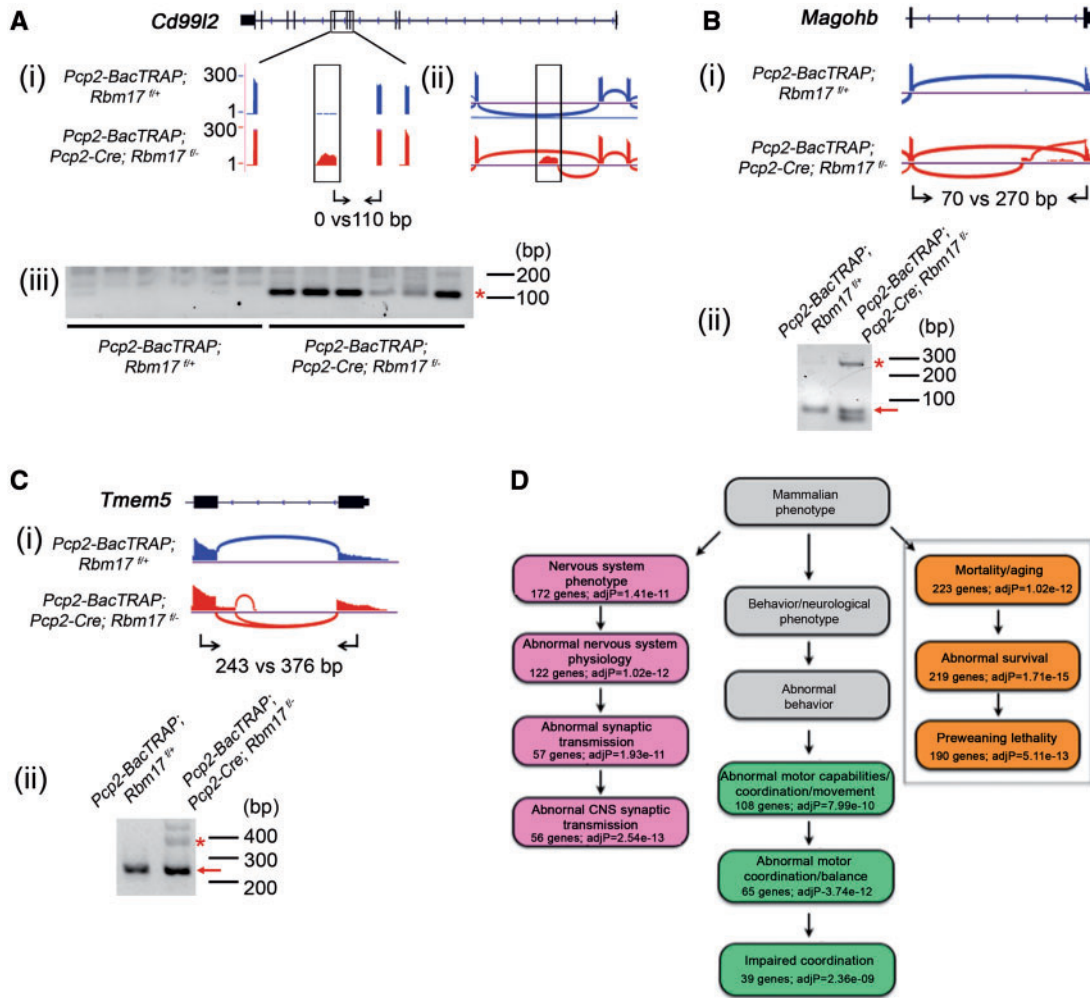 A
Cd99l2
(i)
Pcp2-BacTRAP;
Rbm17 f/+
300
1
Pcp2-BacTRAP;
Pcp2-Cre; Rbm17 f/-
300
1
(ii)
0 vs110 bp
(iii)
(bp)
200
100
*
Pcp2-BacTRAP;
Rbm17 f/+
Pcp2-BacTRAP;
Pcp2-Cre; Rbm17 f/-
B
Magohb
(i)
Pcp2-BacTRAP;
Rbm17 f/+
Pcp2-BacTRAP;
Pcp2-Cre; Rbm17 f/-
70 vs 270 bp
(ii)
Pcp2-BacTRAP;
Rbm17 f/+
Pcp2-BacTRAP;
Pcp2-Cre; Rbm17 f/-
(bp)
300
*
200
100
C
Tmem5
(i)
Pcp2-BacTRAP;
Rbm17 f/+
Pcp2-BacTRAP;
Pcp2-Cre; Rbm17 f/-
243 vs 376 bp
(ii)
Pcp2-BacTRAP;
Rbm17 f/+
Pcp2-BacTRAP;
Pcp2-Cre; Rbm17 f/-
(bp)
400
*
300
200
D
Mammalian
phenotype
Nervous system
phenotype
172 genes; adjP=1.41e-11
Abnormal nervous system
physiology
122 genes; adjP=1.02e-12
Abnormal synaptic
transmission
57 genes; adjP=1.93e-11
Abnornal CNS synaptic
transmission
56 genes; adjP=2.54e-13
Behavior/neurological
phenotype
Abnormal
behavior
Abnormal motor capabilities/
coordination/movement
108 genes; adjP=7.99e-10
Abnormal motor
coordination/balance
65 genes; adjP-3.74e-12
Impaired coordination
39 genes; adjP=2.36e-09
Mortality/aging
223 genes; adjP=1.02e-12
Abnormal survival
219 genes; adjP=1.71e-15
Preweaning lethality
190 genes; adjP=5.11e-13